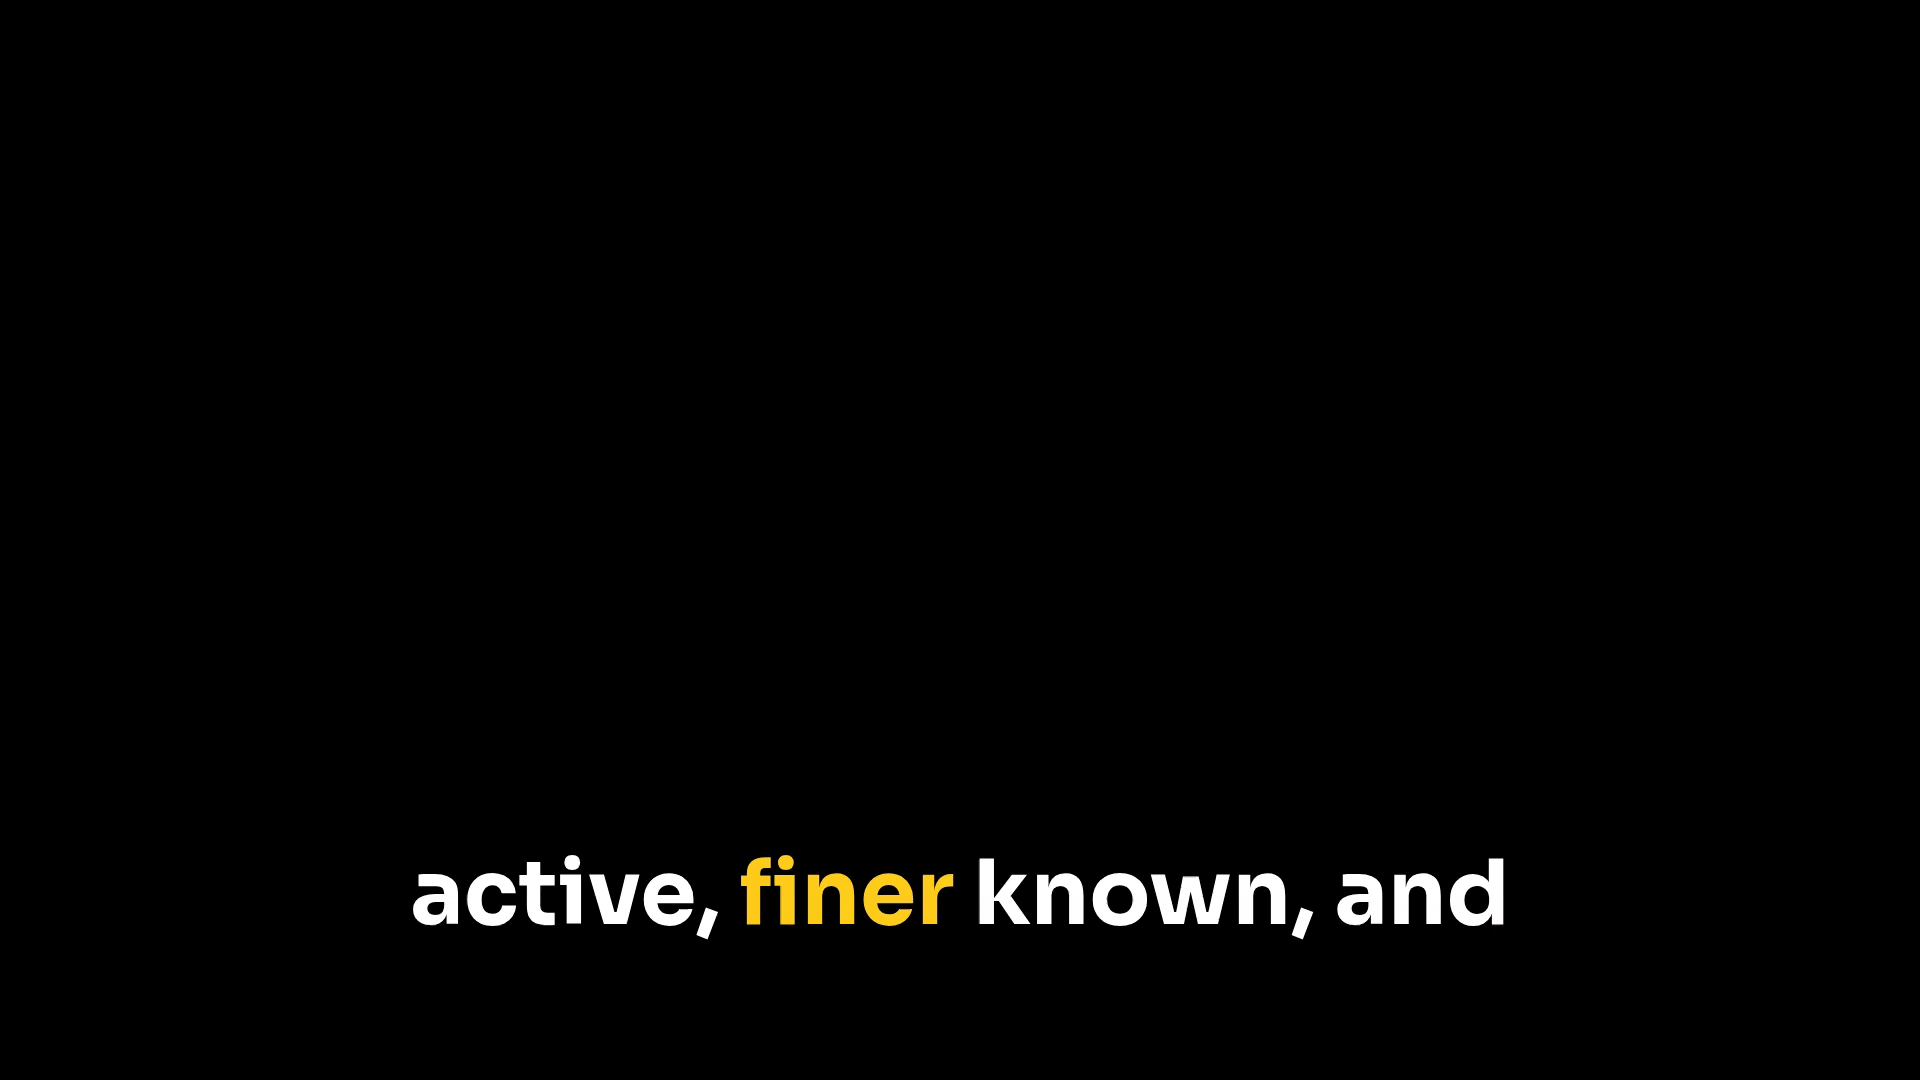 active, finer known, and